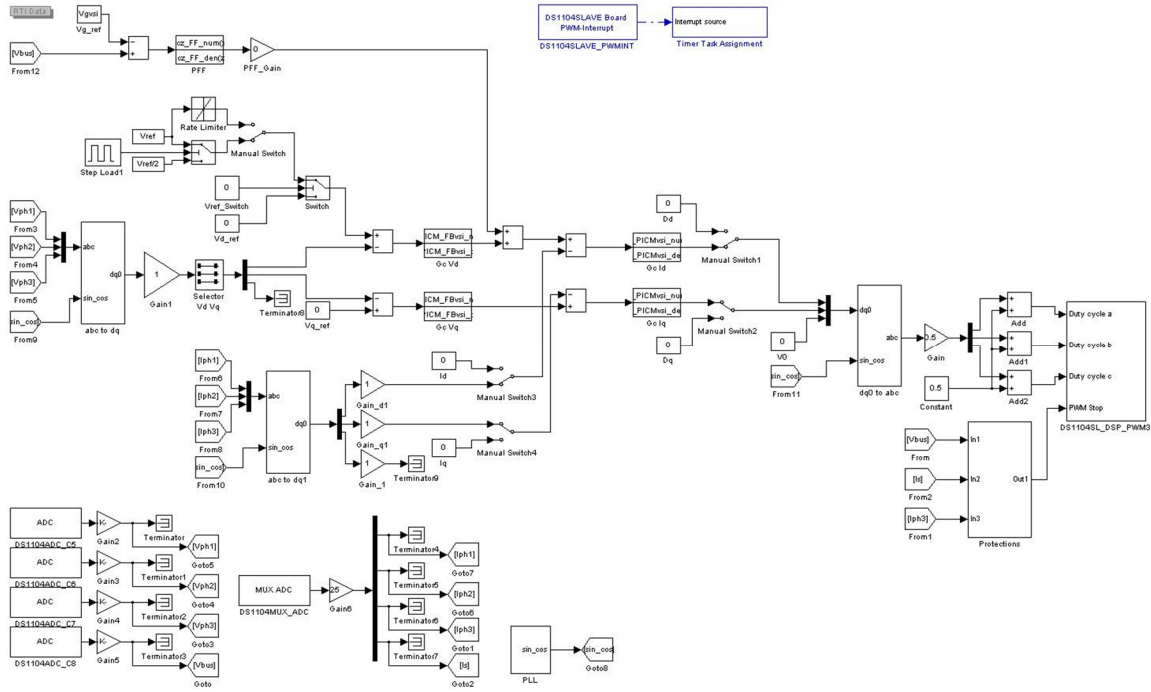 RTI Data
Vgvsi
Vg_ref
[Vbus]
From12
cz_FF_num(
cz_FF_den(z
PFF
0
PFF_Gain
DS1104SLAVE Board
PWM-Interrupt
DS1104SLAVE_PWMINT
Interrupt source
Timer Task Assignment
Rate Limiter
Vref
Vref/2
Step Load1
Manual Switch
0
Vref_Switch
0
Vd_ref
Switch
[Vph1]
From3
[Vph2]
From4
[Vph3]
From5
sin_cos
From9
abc
sin_cos
dq0
abc to dq
1
Gain1
Selector
Vd Vq
Terminator8
0
Vq_ref
ICM_FBvsi_n
ICM_FBvsi_
Gc Vd
ICM_FBvsi_n
ICM_FBvsi_
Gc Vq
_PICMvsi_nu
_PICMvsi_de
Gc Id
_PICMvsi_nu
_PICMvsi_de
Gc Iq
0
Dd
Manual Switch1
Manual Switch2
0
Dq
0
V0
sin_cos
From11
dq0
sin_cos
abc
dq0 to abc
0.5
Gain
0.5
Constant
Add
Add1
Add2
Duty cycle a
Duty cycle b
Duty cycle c
PWM Stop
DS1104SL_DSP_PWM3
[Vbus]
From
[Is]
From2
[Iph3]
From1
In1
In2
In3
Out1
Protections
[Iph1]
From6
[Iph2]
From7
[Iph3]
From8
sin_cos
From10
abc
sin_cos
dq0
abc to dq1
1
Gain_d1
1
Gain_q1
1
Gain_1
Terminator9
0
Id
Manual Switch3
Manual Switch4
0
Iq
ADC
DS1104ADC_C5
K-
Gain2
Terminator
[Vph1]
Goto5
ADC
DS1104ADC_C6
K-
Gain3
Terminator1
[Vph2]
Goto4
ADC
DS1104ADC_C7
K-
Gain4
Terminator2
[Vph3]
Goto3
ADC
DS1104ADC_C8
K-
Gain5
Terminator3
[Vbus]
Goto
MUX ADC
DS1104MUX_ADC
25
Gain6
Terminator4
[Iph1]
Goto7
Terminator5
[Iph2]
Goto6
Terminator6
[Iph3]
Goto1
Terminator7
[Is]
Goto2
sin_cos
PLL
[sin_cos]
Goto8